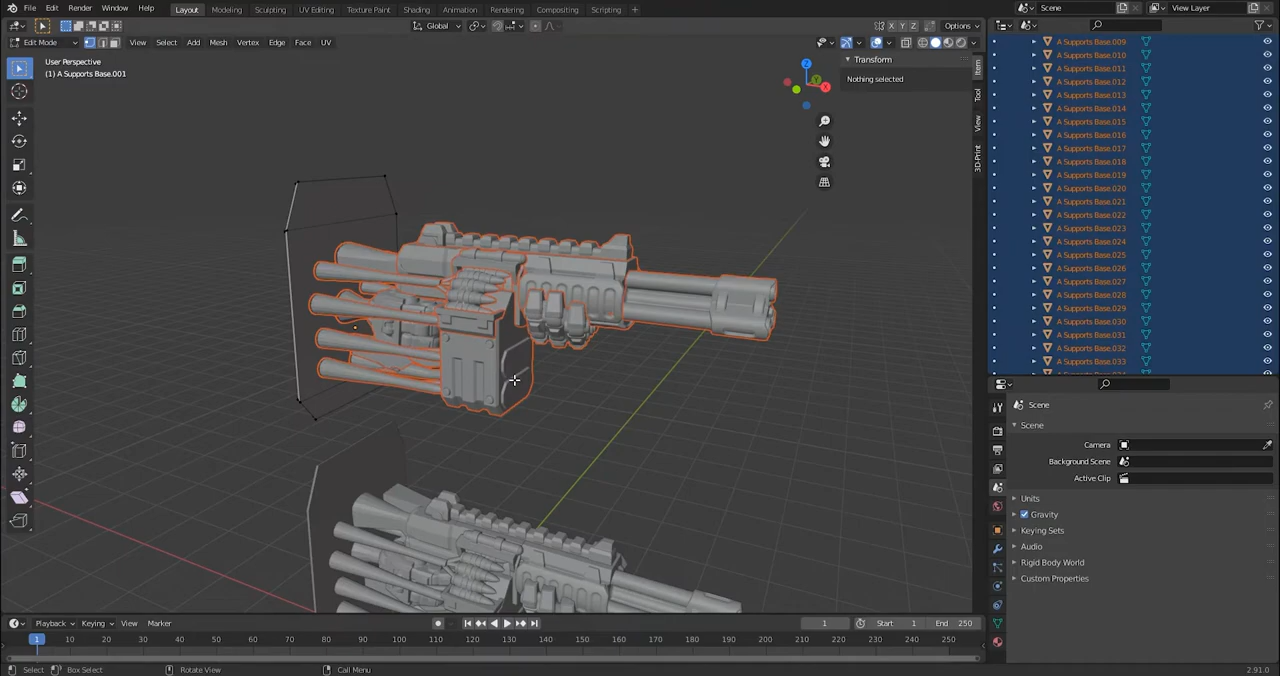 File Edit Render Window Help Layout Modeling Sculpting UV Editing Texture Paint Shading Animation Compositing Rendering Scripting + Scene View Layer
Global Options
X Y Z
Edit Mode View Select Add Mesh Vertex Edge Face UV
User Perspective
(1) A Supports Base.001
Transform
Nothing selected
Item
Tool
View
3D-Print
Z
Y
X
A Supports Base.009
A Supports Base.010
A Supports Base.011
A Supports Base.012
A Supports Base.013
A Supports Base.014
A Supports Base.015
A Supports Base.016
A Supports Base.017
A Supports Base.018
A Supports Base.019
A Supports Base.020
A Supports Base.021
A Supports Base.022
A Supports Base.023
A Supports Base.024
A Supports Base.025
A Supports Base.026
A Supports Base.027
A Supports Base.028
A Supports Base.029
A Supports Base.030
A Supports Base.031
A Supports Base.032
A Supports Base.033
Scene
Scene
Camera
Background Scene
Active Clip
Units
Gravity
Keying Sets
Audio
Rigid Body World
Custom Properties
Playback Keying View Marker 1 Start 1 End 250
1 10 20 30 40 50 60 70 80 90 100 110 120 130 140 150 160 170 180 190 200 210 220 230 240 250
Select Box Select Rotate View Call Menu 2.91.0